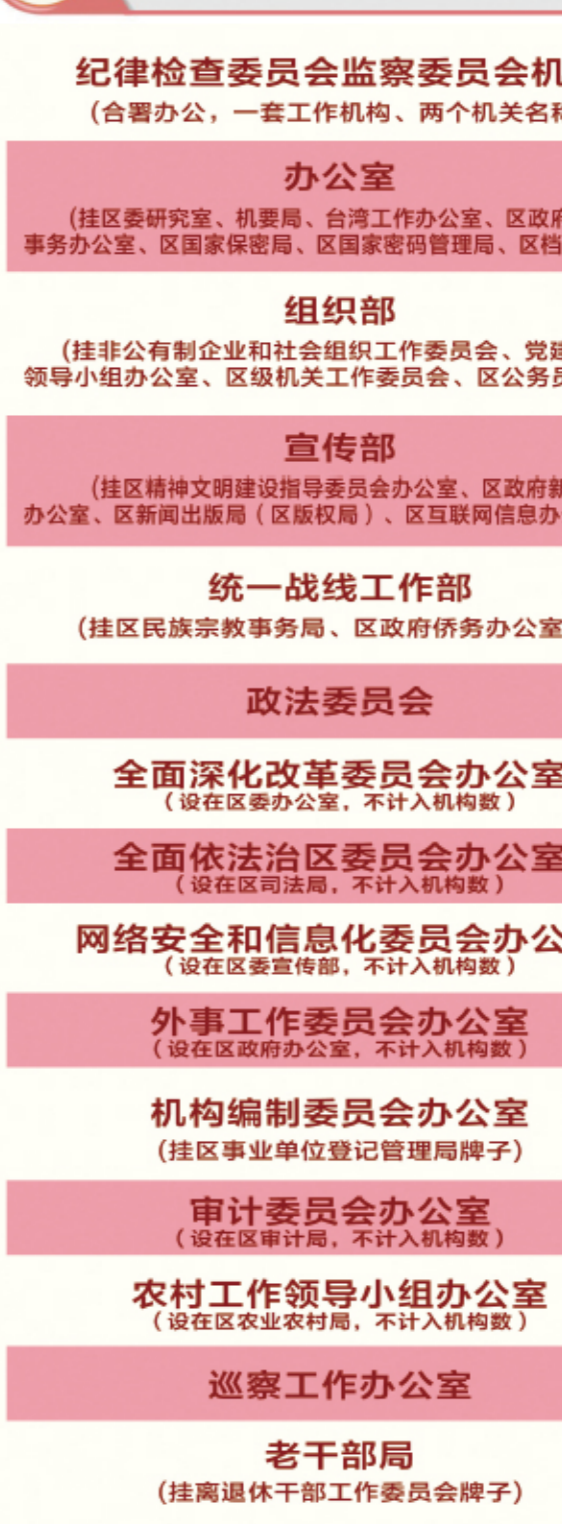 纪律检查委员会监察委员会机
(合署办公，一套工作机构、两个机关名称
办公室
(挂区委研究室、机要局、台湾工作办公室、区政府
事务办公室、区国家保密局、区国家密码管理局、区档
组织部
(挂非公有制企业和社会组织工作委员会、党建
领导小组办公室、区级机关工作委员会、区公务员
宣传部
(挂区精神文明建设指导委员会办公室、区政府新
办公室、区新闻出版局（区版权局）、区互联网信息办
统一战线工作部
(挂区民族宗教事务局、区政府侨务办公室
政法委员会
全面深化改革委员会办公室
（设在区委办公室，不计入机构数）
全面依法治区委员会办公室
（设在区司法局，不计入机构数）
网络安全和信息化委员会办公
（设在区委宣传部，不计入机构数）
外事工作委员会办公室
（设在区政府办公室，不计入机构数）
机构编制委员会办公室
(挂区事业单位登记管理局牌子)
审计委员会办公室
（设在区审计局，不计入机构数）
农村工作领导小组办公室
（设在区农业农村局，不计入机构数）
巡察工作办公室
老干部局
(挂离退休干部工作委员会牌子)